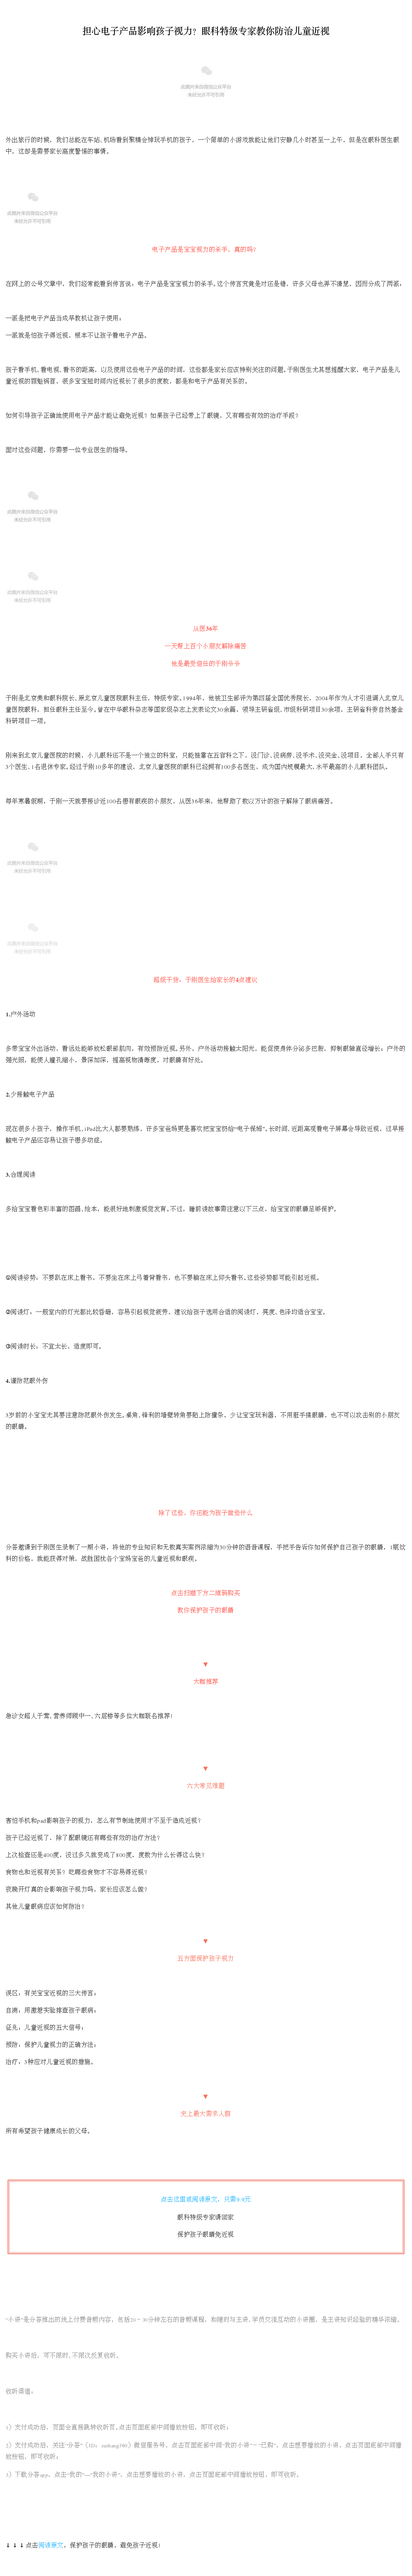 担心电子产品影响孩子视力？眼科特级专家教你防治儿童近视
此图片来自微信公众平台
未经允许不可引用
外出旅行的时候，我们总能在车站、机场看到聚精会神玩手机的孩子，一个简单的小游戏就能让他们安静几小时甚至一上午，但是在眼科医生眼
中，这却是需要家长高度警惕的事情。
此图片来自微信公众平台
未经允许不可引用
电子产品是宝宝视力的杀手，真的吗？
在网上的公号文章中，我们经常能看到传言说：电子产品是宝宝视力的杀手。这个传言究竟是对还是错，许多父母也弄不清楚，因而分成了两派：
一派是把电子产品当成早教机让孩子使用；
一派就是怕孩子得近视，根本不让孩子看电子产品。
孩子看手机、看电视、看书的距离，以及使用这些电子产品的时间，这些都是家长应该特别关注的问题。于刚医生尤其想提醒大家，电子产品是儿
童近视的罪魁祸首，很多宝宝短时间内近视长了很多的度数，都是和电子产品有关系的。
如何引导孩子正确地使用电子产品才能让避免近视？如果孩子已经带上了眼镜，又有哪些有效的治疗手段？
面对这些问题，你需要一位专业医生的指导。
此图片来自微信公众平台
未经允许不可引用
此图片来自微信公众平台
未经允许不可引用
从医36年
一天帮上百个小朋友解除痛苦
他是最受信任的于刚爷爷
于刚是北京美和眼科院长、原北京儿童医院眼科主任，特级专家。1994年，他被卫生部评为第四届全国优秀院长，2004年作为人才引进调入北京儿
童医院眼科，担任眼科主任至今。曾在中华眼科杂志等国家级杂志上发表论文30余篇，领导主研省级、市级科研项目30余项，主研省科委自然基金
科研项目一项。
刚来到北京儿童医院的时候，小儿眼科还不是一个独立的科室，只能挂靠在五官科之下，没门诊、没病房、没手术、没资金、没项目，全部人手只有
3个医生、1名退休专家。经过于刚10多年的建设，北京儿童医院的眼科已经拥有100多名医生，成为国内规模最大、水平最高的小儿眼科团队。
每年寒暑假期，于刚一天就要接诊近100名患有眼疾的小朋友，从医36年来，他帮助了数以万计的孩子解除了眼病痛苦。
此图片来自微信公众平台
未经允许不可引用
此图片来自微信公众平台
未经允许不可引用
超级干货，于刚医生给家长的4点建议
1.户外活动
多带宝宝外出活动，看远处能够放松眼部肌肉，有效预防近视。另外，户外活动接触太阳光，能促使身体分泌多巴胺，抑制眼轴直径增长；户外的
强光照，能使人瞳孔缩小、景深加深，提高视物清晰度，对眼睛有好处。
2.少接触电子产品
现在很多小孩子，操作手机、iPad比大人都要熟练，许多宝爸妈更是喜欢把宝宝扔给“电子保姆”。长时间、近距离观看电子屏幕会导致近视，过早接
触电子产品还容易让孩子患多动症。
3.合理阅读
多给宝宝看色彩丰富的图画、绘本，能很好地刺激视觉发育。不过，睡前讲故事需注意以下三点，给宝宝的眼睛足够保护。
①阅读姿势：不要趴在床上看书，不要坐在床上弓着背看书，也不要躺在床上仰头看书。这些姿势都可能引起近视。
②阅读灯：一般室内的灯光都比较昏暗，容易引起视觉疲劳，建议给孩子选用合适的阅读灯，亮度、色泽均适合宝宝。
③阅读时长：不宜太长，适度即可。
4.谨防范眼外伤
3岁前的小宝宝尤其要注意防范眼外伤发生。桌角、锋利的墙壁转角要贴上防撞条，少让宝宝玩利器，不用脏手揉眼睛，也不可以攻击别的小朋友
的眼睛。
除了这些，你还能为孩子做些什么
分答邀请到于刚医生录制了一期小讲，将他的专业知识和无数真实案例浓缩为30分钟的语音课程，手把手告诉你如何保护自己孩子的眼睛，1瓶饮
料的价格，就能获得对策，战胜困扰各个宝妈宝爸的儿童近视和眼疾。
点击扫描下方二维码购买
教你保护孩子的眼睛
▼
大咖推荐
急诊女超人于莺、营养师顾中一、六层楼等多位大咖联名推荐！
▼
六大常见难题
害怕手机和pad影响孩子的视力，怎么有节制地使用才不至于造成近视？
孩子已经近视了，除了配眼镜还有哪些有效的治疗方法？
上次检查还是400度，没过多久就变成了800度，度数为什么长得这么快？
食物也和近视有关系？吃哪些食物才不容易得近视？
夜晚开灯真的会影响孩子视力吗，家长应该怎么做？
其他儿童眼病应该如何防治？
▼
五方面保护孩子视力
误区，有关宝宝近视的三大传言；
自测，用遮盖实验排查孩子眼病；
征兆，儿童近视的五大信号；
预防，保护儿童视力的正确方法；
治疗，3种应对儿童近视的措施。
▼
史上最大需求人群
所有希望孩子健康成长的父母。
点击这里或阅读原文，只需9.9元
眼科特级专家请回家
保护孩子眼睛免近视
“小讲”是分答推出的线上付费音频内容，包括20－30分钟左右的音频课程，和随时与主讲、学员交流互动的小讲圈，是主讲知识经验的精华浓缩。
购买小讲后，可不限时、不限次反复收听。
收听渠道：
1）支付成功后，页面会直接跳转收听页。点击页面底部中间播放按钮，即可收听；
2）支付成功后，关注“分答”（ID：zaihang360）微信服务号，点击页面底部中间“我的小讲”—“已购”，点击想要播放的小讲，点击页面底部中间播
放按钮，即可收听；
3）下载分答app，点击“我的”—“我的小讲”，点击想要播放的小讲，点击页面底部中间播放按钮，即可收听。
↓ ↓ ↓ 点击阅读原文，保护孩子的眼睛，避免孩子近视！